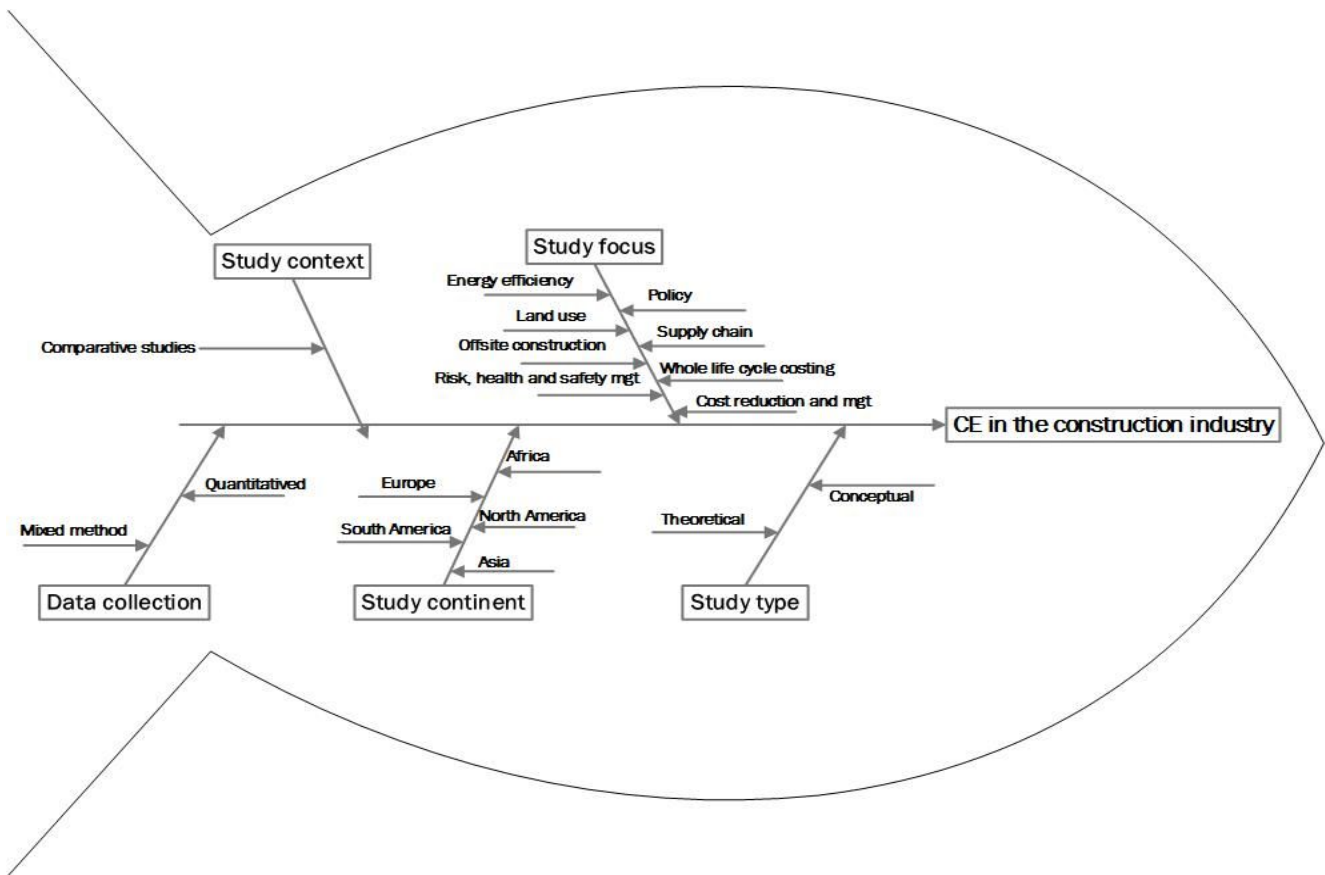 Study context
Study focus
Energy efficiency
Policy
Land use
Supply chain
Comparative studies
Offsite construction
Whole life cycle costing
Risk, health and safety mgt
Cost reduction and mgt
CE in the construction industry
Africa
Quantitatived
Europe
Conceptual
North America
Mixed method
South America
Theoretical
Asia
Data collection
Study continent
Study type